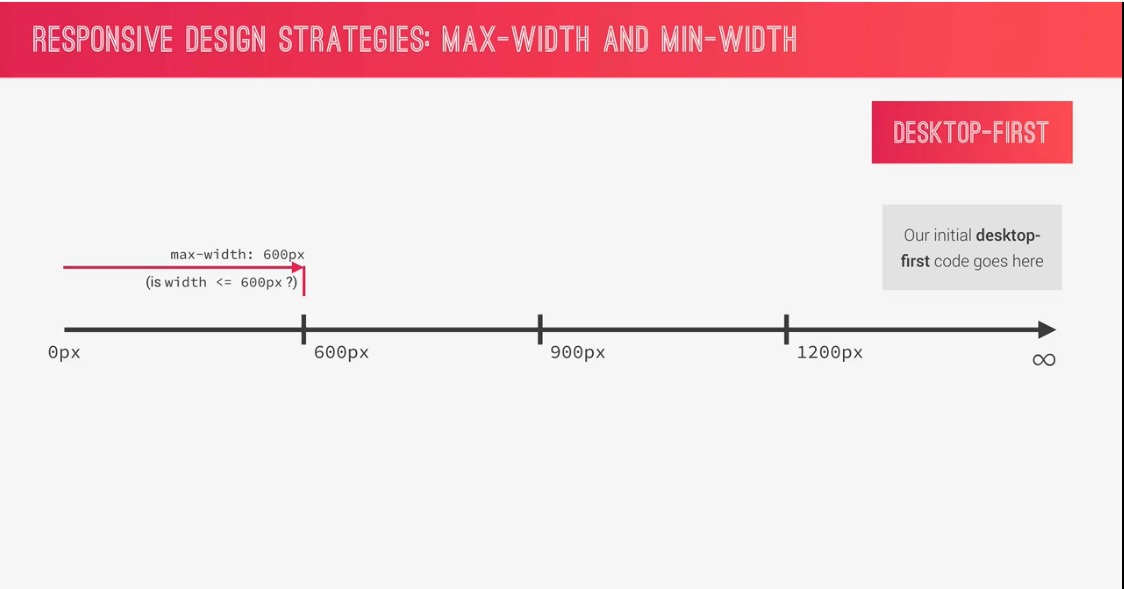 RESPONSIVE DESIGN STRATEGIES: MAX-WIDTH AND MIN-WIDTH
DESKTOP-FIRST
Our initial desktop-
first code goes here
max-width: 600px
(is width <= 600px ?)
0px
600px
900px
1200px
∞